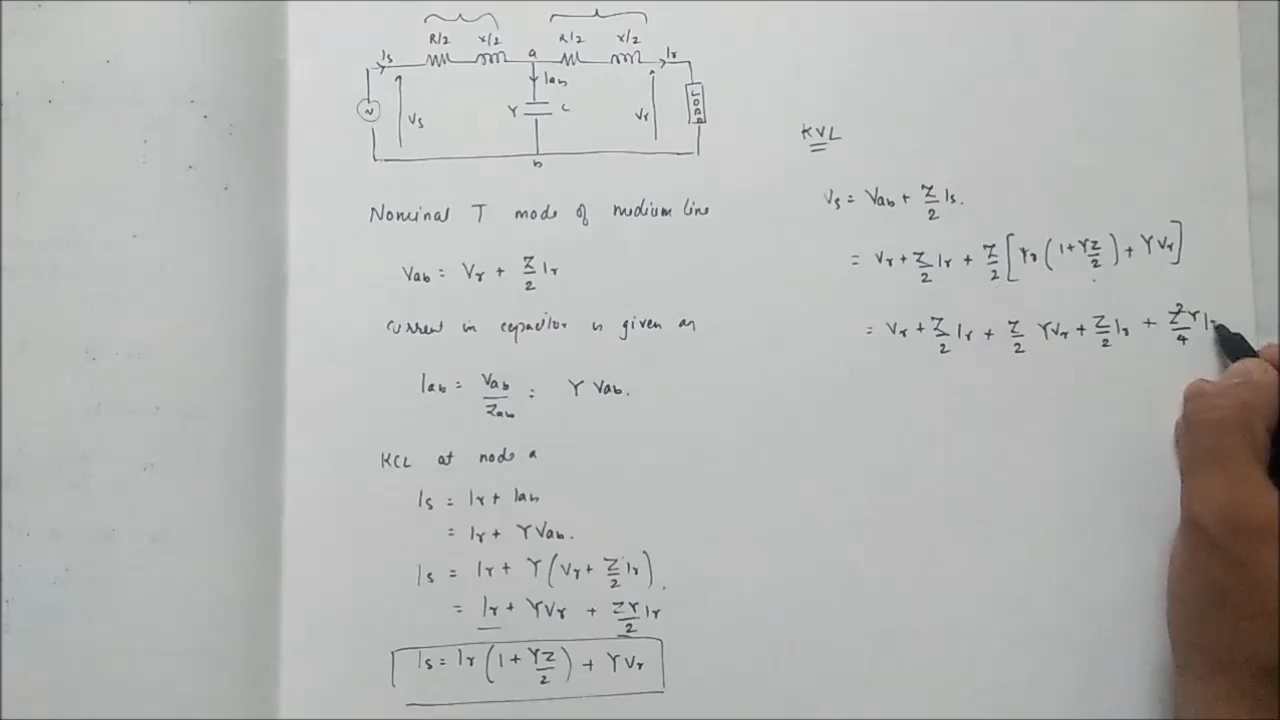 R/2 X/2 R/2 X/2
Is a Ir
Iab
Vs Y C Vr LOAD
b
Nominal T mode of medium line
Vab = Vr + Z/2 Ir
Current in capacitor is given as
Iab = Vab/Zab = Y Vab.
KCL at node a
Is = Ir + Iab
= Ir + Y Vab.
Is = Ir + Y (Vr + Z/2 Ir).
= Ir + YVr + ZY/2 Ir
Is = Ir (1 + YZ/2) + YVr
KVL
Vs = Vab + Z/2 Is.
= Vr + Z/2 Ir + Z/2 [Ir (1 + YZ/2) + YVr]
= Vr + Z/2 Ir + Z/2 YVr + Z/2 Ir + Z²Y/4 I